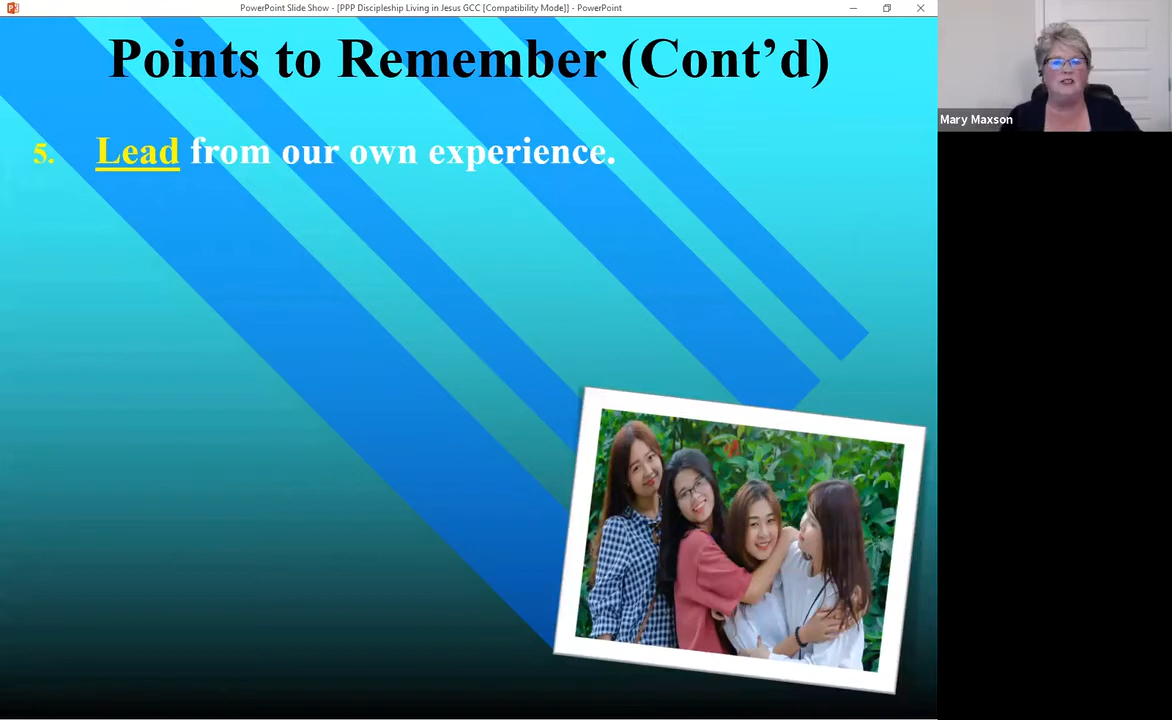 PowerPoint Slide Show - [PPP Discipleship Living in Jesus GCC [Compatibility Mode]] - PowerPoint
Points to Remember (Cont’d)
5. Lead from our own experience.
Mary Maxson